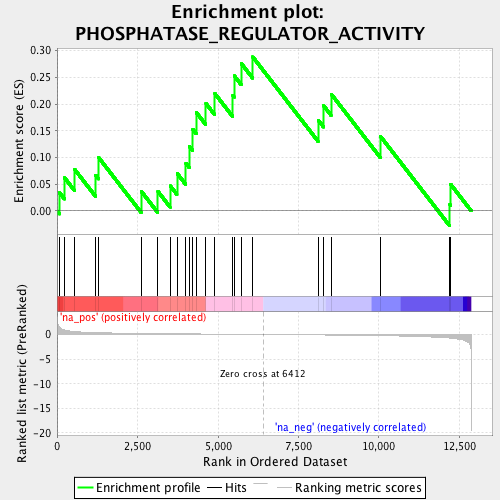 Enrichment plot:
PHOSPHATASE_REGULATOR_ACTIVITY
Enrichment score (ES)
0.30
0.25
0.20
0.15
0.10
0.05
0.00
'na_pos' (positively correlated)
Ranked list metric (PreRanked)
0
-5
-10
-15
-20
Zero cross at 6412
'na_neg' (negatively correlated)
0
2,500
5,000
7,500
10,000
12,500
Rank in Ordered Dataset
Enrichment profile
Hits
Ranking metric scores